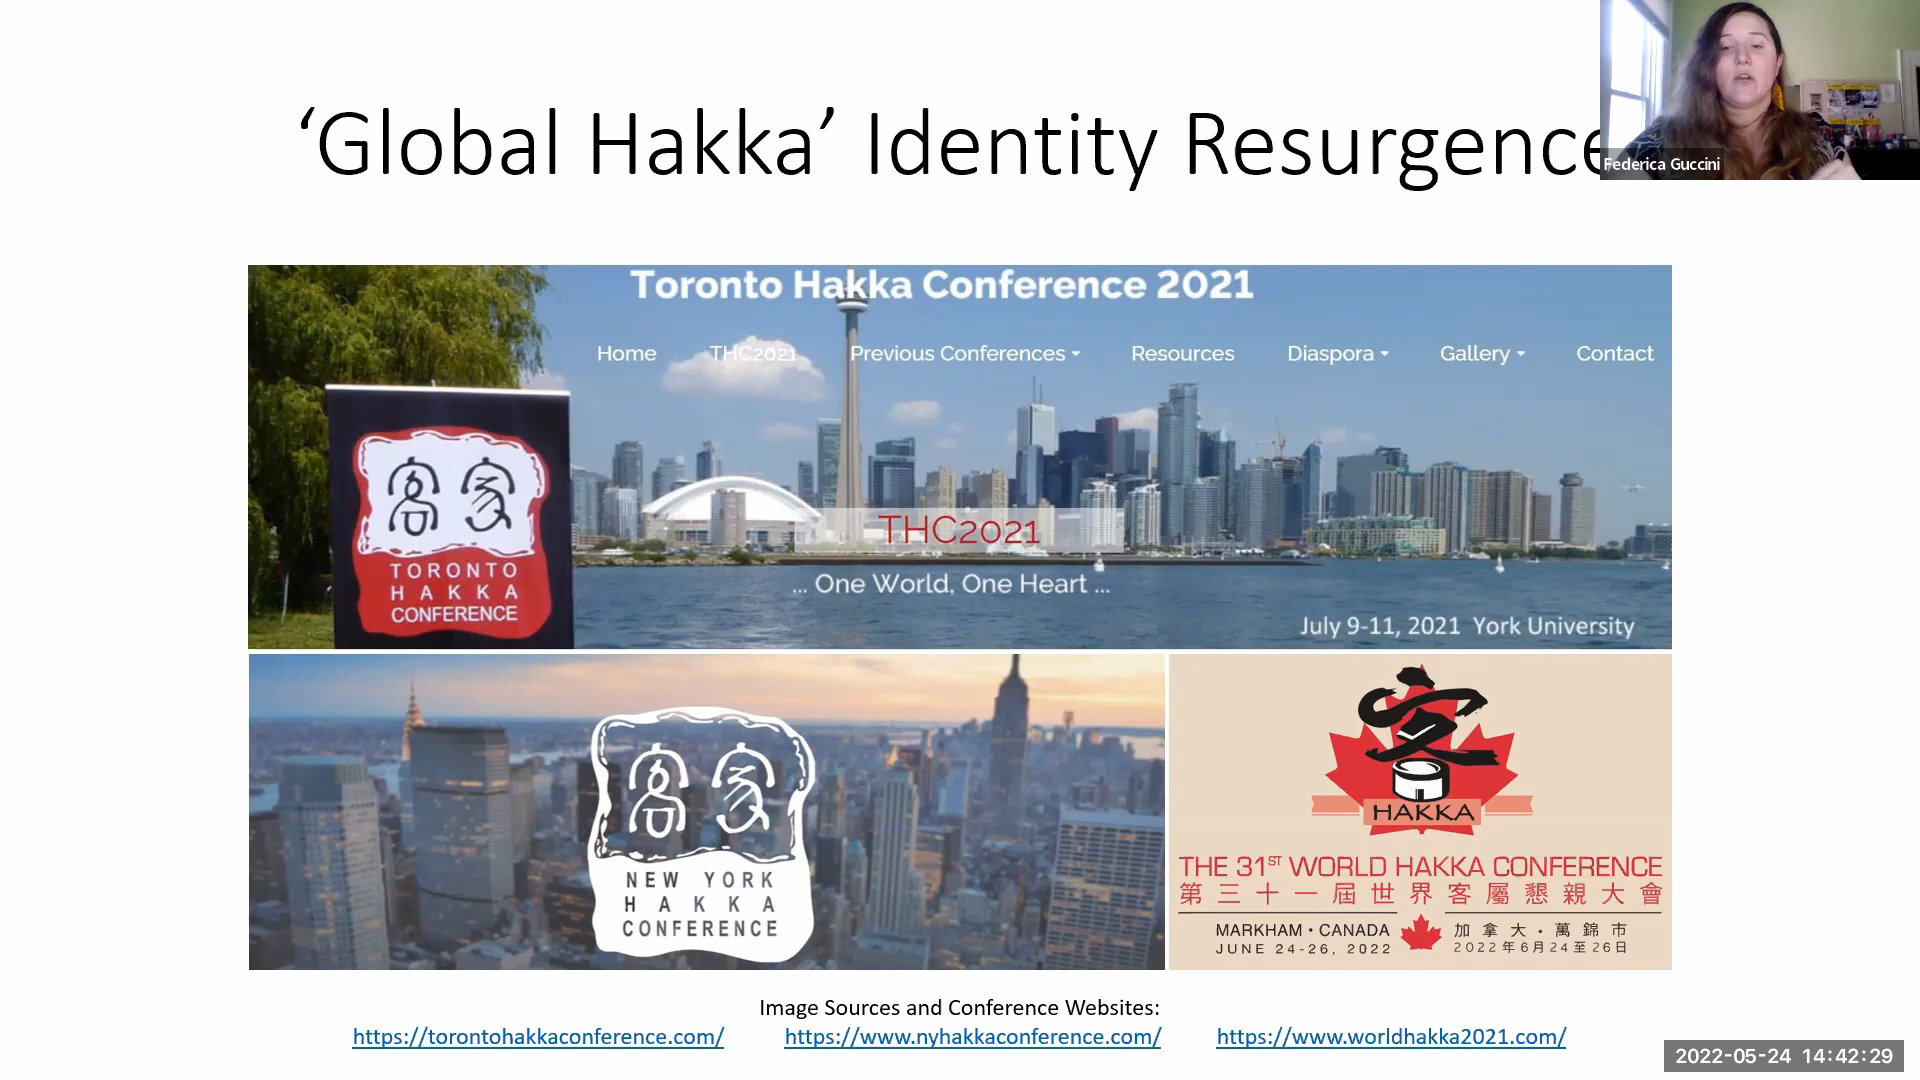 ‘Global Hakka’ Identity Resurgence
Federica Guccini
Toronto Hakka Conference 2021
Home THC2021 Previous Conferences Resources Diaspora Gallery Contact
客家
TORONTO
HAKKA
CONFERENCE
THC2021
... One World, One Heart ...
July 9-11, 2021 York University
客家
NEW YORK
HAKKA
CONFERENCE
客
HAKKA
THE 31ST WORLD HAKKA CONFERENCE
第三十一屆世界客屬懇親大會
MARKHAM • CANADA
JUNE 24-26, 2022
加拿大 • 萬錦市
2022年6月24至26日
Image Sources and Conference Websites:
https://torontohakkaconference.com/ https://www.nyhakkaconference.com/ https://www.worldhakka2021.com/
2022-05-24 14:42:29